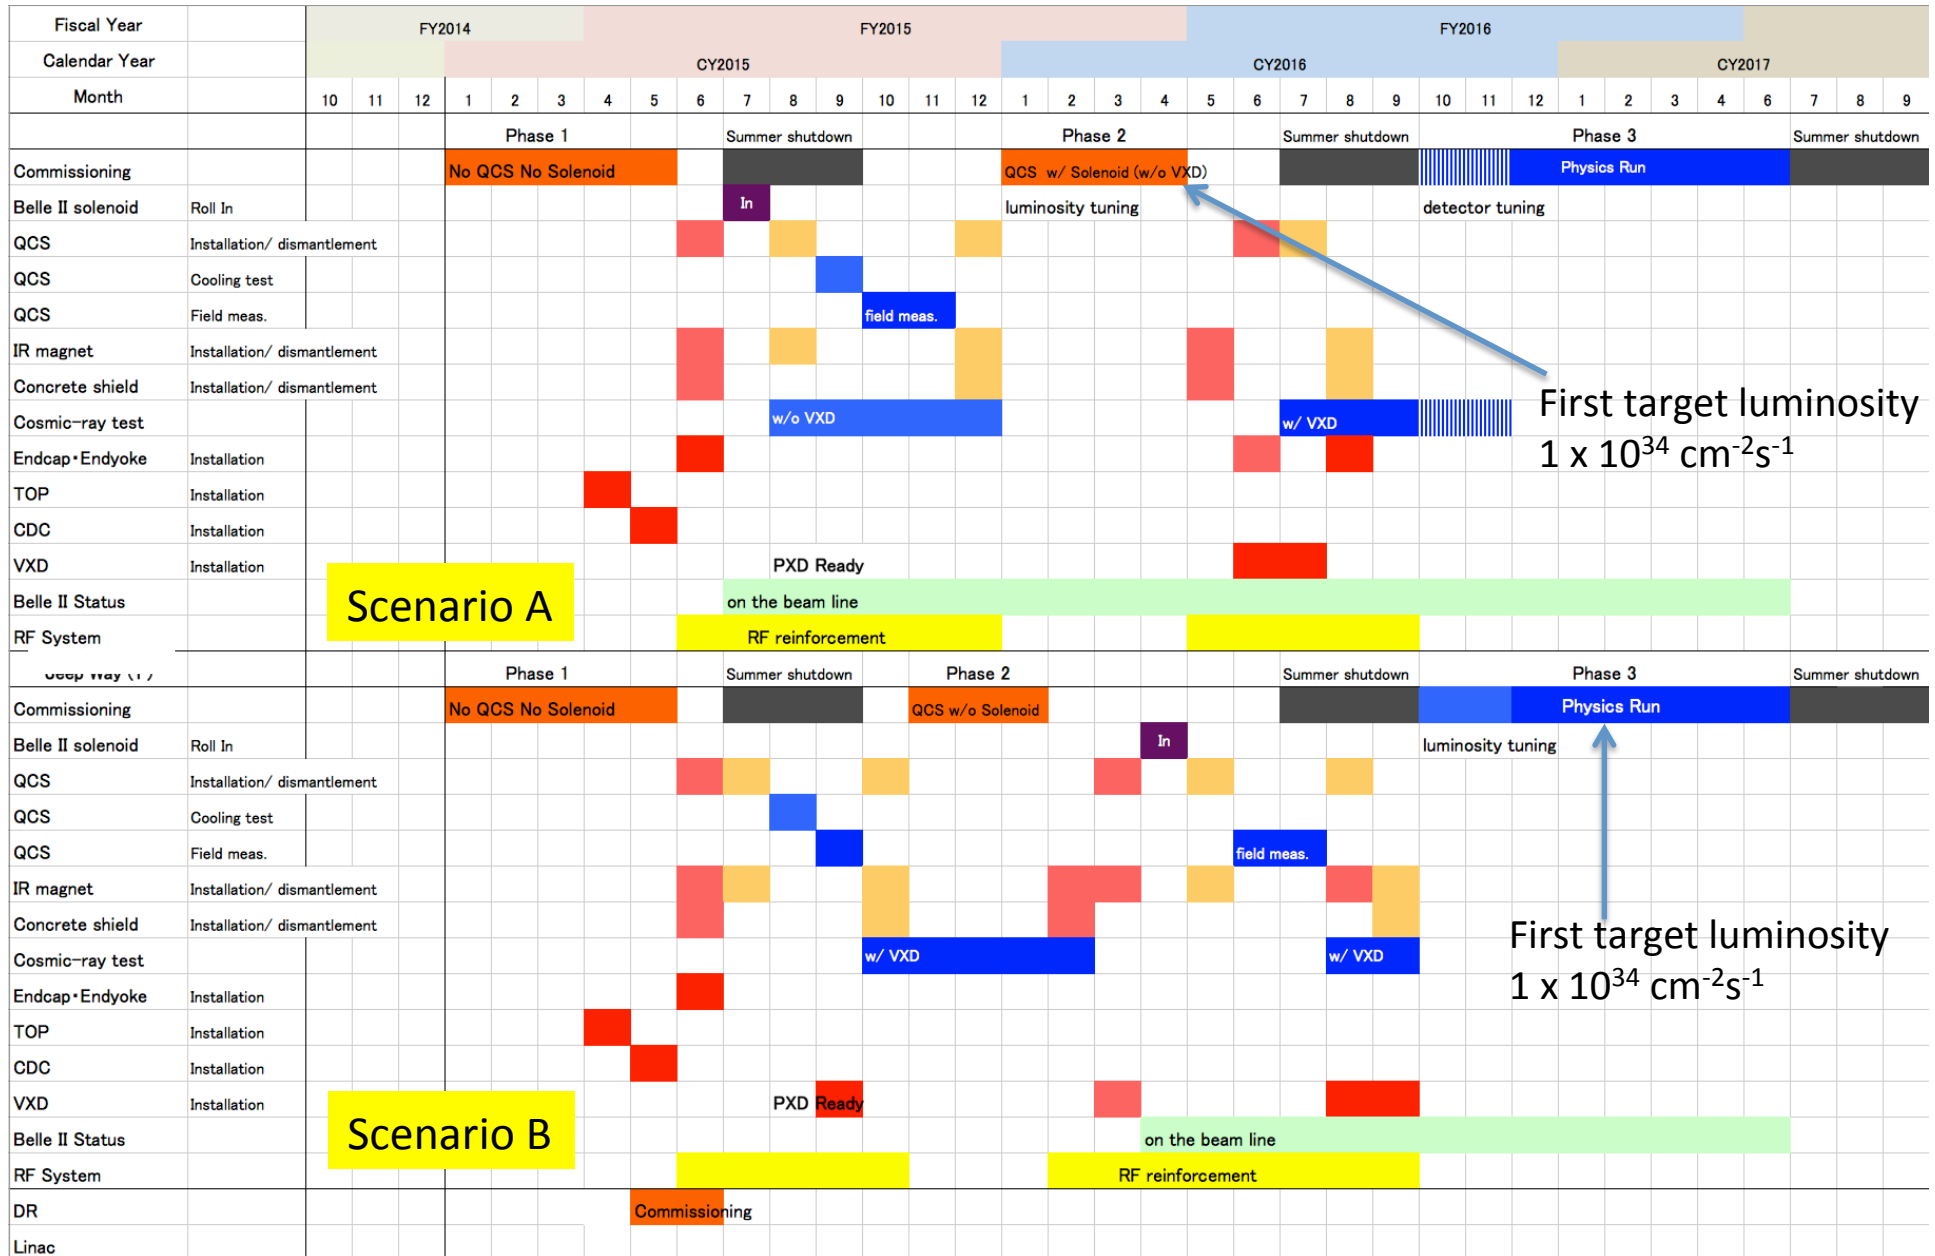 Fiscal Year FY2014 FY2015 FY2016
Calendar Year CY2015 CY2016 CY2017
Month 10 11 12 1 2 3 4 5 6 7 8 9 10 11 12 1 2 3 4 5 6 7 8 9 10 11 12 1 2 3 4 6 7 8 9
Phase 1 Summer shutdown Phase 2 Summer shutdown Phase 3 Summer shutdown
Commissioning No QCS No Solenoid QCS w/ Solenoid (w/o VXD) Physics Run
Belle II solenoid Roll In In luminosity tuning detector tuning
QCS Installation/ dismantlement
QCS Cooling test
QCS Field meas. field meas.
IR magnet Installation/ dismantlement
Concrete shield Installation/ dismantlement
Cosmic-ray test w/o VXD w/ VXD
First target luminosity
1 x 10³⁴ cm⁻²s⁻¹
Endcap・Endyoke Installation
TOP Installation
CDC Installation
VXD Installation PXD Ready
Scenario A
Belle II Status on the beam line
RF System RF reinforcement
Phase 1 Summer shutdown Phase 2 Summer shutdown Phase 3 Summer shutdown
Commissioning No QCS No Solenoid QCS w/o Solenoid Physics Run
Belle II solenoid Roll In In luminosity tuning
QCS Installation/ dismantlement
QCS Cooling test
QCS Field meas. field meas.
IR magnet Installation/ dismantlement
Concrete shield Installation/ dismantlement
First target luminosity
1 x 10³⁴ cm⁻²s⁻¹
Cosmic-ray test w/ VXD w/ VXD
Endcap・Endyoke Installation
TOP Installation
CDC Installation
VXD Installation PXD Ready
Scenario B
Belle II Status on the beam line
RF System RF reinforcement
DR Commissioning
Linac